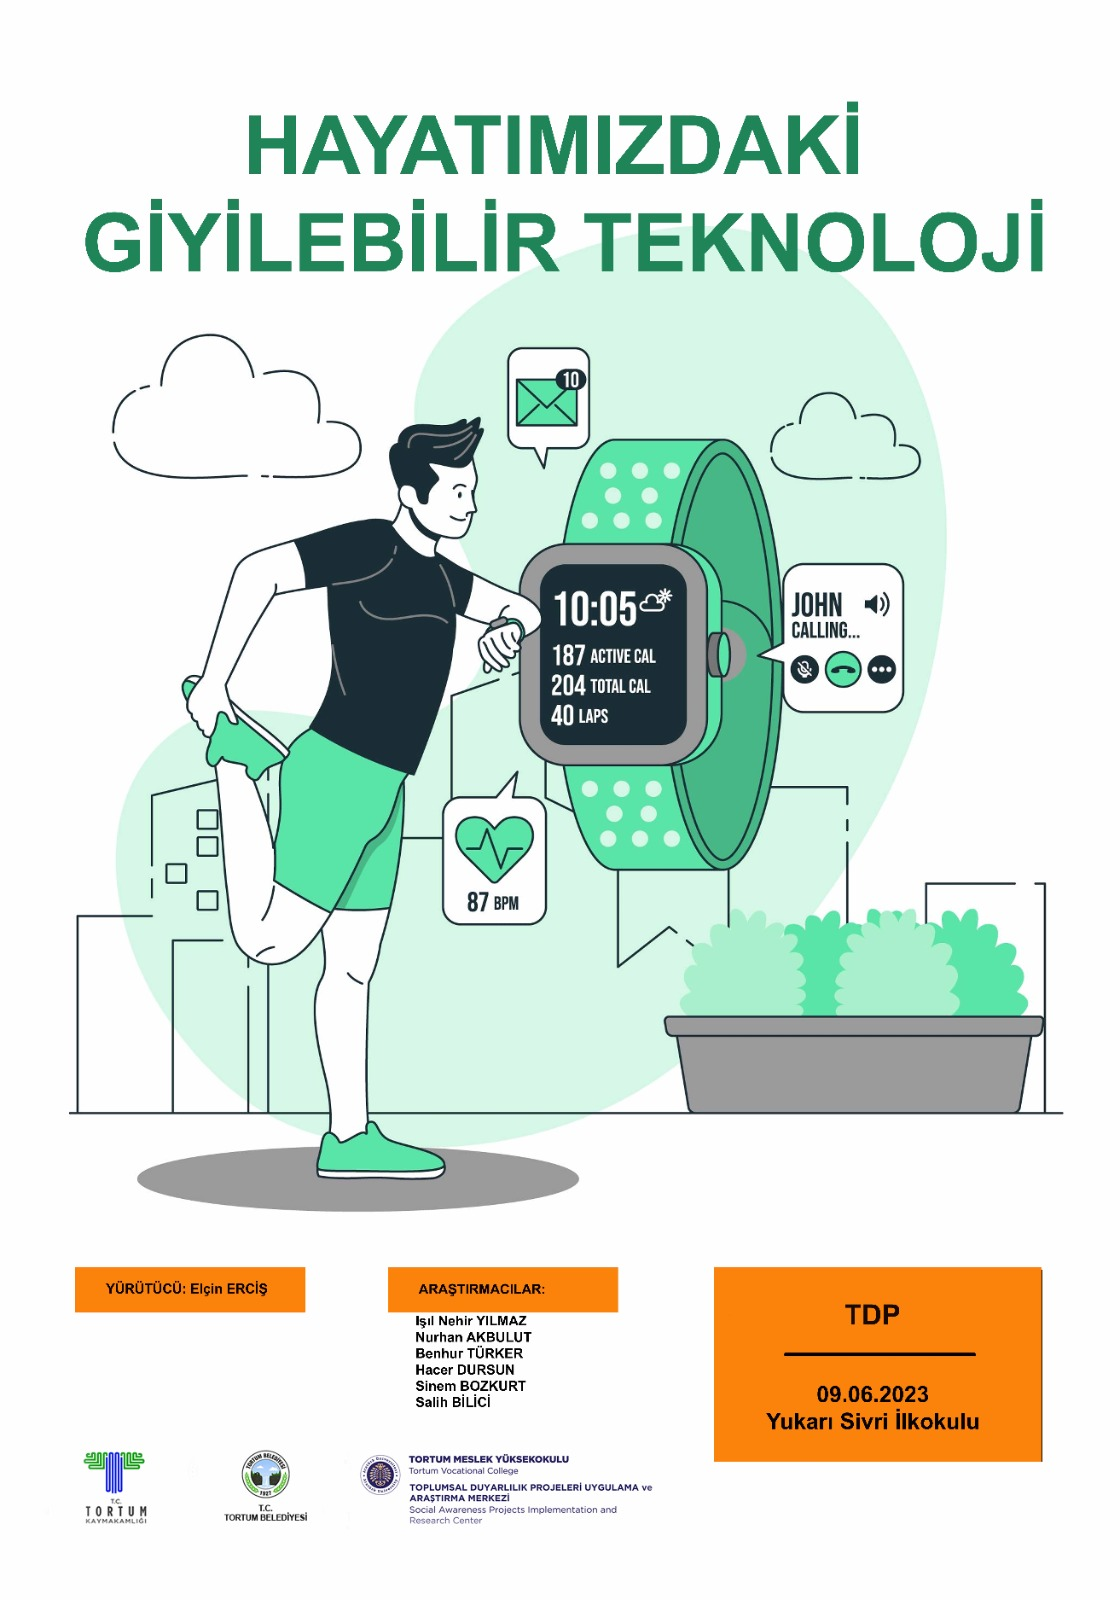 HAYATIMIZDAKİ
GİYİLEBİLİR TEKNOLOJİ
10
10:05
187 ACTIVE CAL
204 TOTAL CAL
40 LAPS
JOHN
CALLING...
87 BPM
YÜRÜTÜCÜ: Elçin ERCİŞ
ARAŞTIRMACILAR:
Işıl Nehir YILMAZ
Nurhan AKBULUT
Benhur TÜRKER
Hacer DURSUN
Sinem BOZKURT
Salih BİLİCİ
TDP
09.06.2023
Yukarı Sivri İlkokulu
T.C.
TORTUM
KAYMAKAMLIĞI
TORTUM BELEDİYESİ
T.C.
TORTUM BELEDİYESİ
TORTUM MESLEK YÜKSEKOKULU
Tortum Vocational College
TOPLUMSAL DUYARLILIK PROJELERİ UYGULAMA ve
ARAŞTIRMA MERKEZİ
Social Awareness Projects Implementation and
Research Center